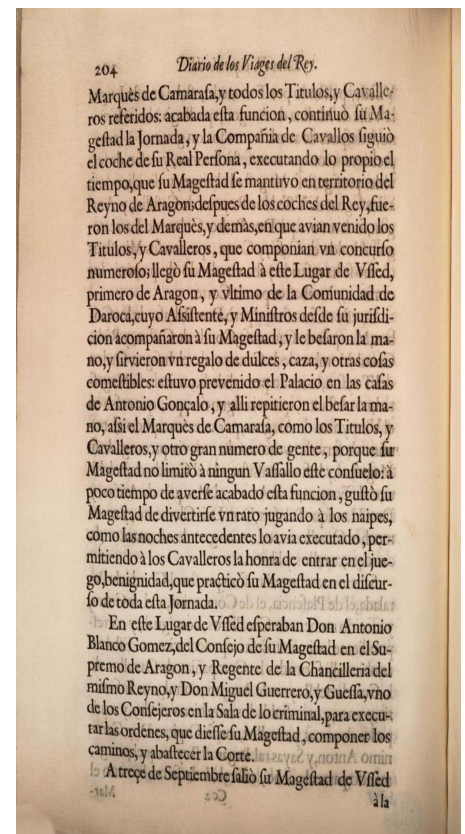 204 Diario de los Viages del Rey.
Marquès de Camaraſa, y todos los Titulos, y Cavalle-
ros referidos: acabada eſta funcion, continuò ſu Ma-
geſtad la Jornada, y la Compañia de Cavallos ſiguiò
el coche de ſu Real Perſona, executando lo propio el
tiempo, que ſu Mageſtad ſe mantuvo en territorio del
Reyno de Aragon; deſpues de los coches del Rey, fue-
ron los del Marquès, y demàs, en que avian venido los
Titulos, y Cavalleros, que componian vn concurſo
numeroſo; llegò ſu Mageſtad à eſte Lugar de Vſſed,
primero de Aragon, y vltimo de la Comunidad de
Daroca, cuyo Aſsiſtente, y Miniſtros deſde ſu juriſdi-
cion acompañaron à ſu Mageſtad, y le beſaron la ma-
no, y ſirvieron vn regalo de dulces, caza, y otras coſas
comeſtibles: eſtuvo prevenido el Palacio en las caſas
de Antonio Gonçalo, y alli repitieron el beſar la ma-
no, aſsi el Marquès de Camaraſa, como los Titulos, y
Cavalleros, y otro gran numero de gente, porque ſu
Mageſtad no limitò à ningun Vaſſallo eſte conſuelo: à
poco tiempo de averſe acabado eſta funcion, guſtò ſu
Mageſtad de divertirſe vn rato jugando à los naipes,
como las noches antecedentes lo avia executado, per-
mitiendo à los Cavalleros la honra de entrar en el jue-
go, benignidad, que practicò ſu Mageſtad en el diſcur-
ſo de toda eſta Jornada.
En eſte Lugar de Vſſed eſperaban Don Antonio
Blanco Gomez, del Conſejo de ſu Mageſtad en el Su-
premo de Aragon, y Regente de la Chancilleria del
miſmo Reyno, y Don Miguel Guerrero, y Gueſſa, vno
de los Conſejeros en la Sala de lo criminal, para execu-
tar las ordenes, que dieſſe ſu Mageſtad, componer los
caminos, y abaſtecer la Corte.
A treçe de Septiembre ſaliò ſu Mageſtad de Vſſed
à la